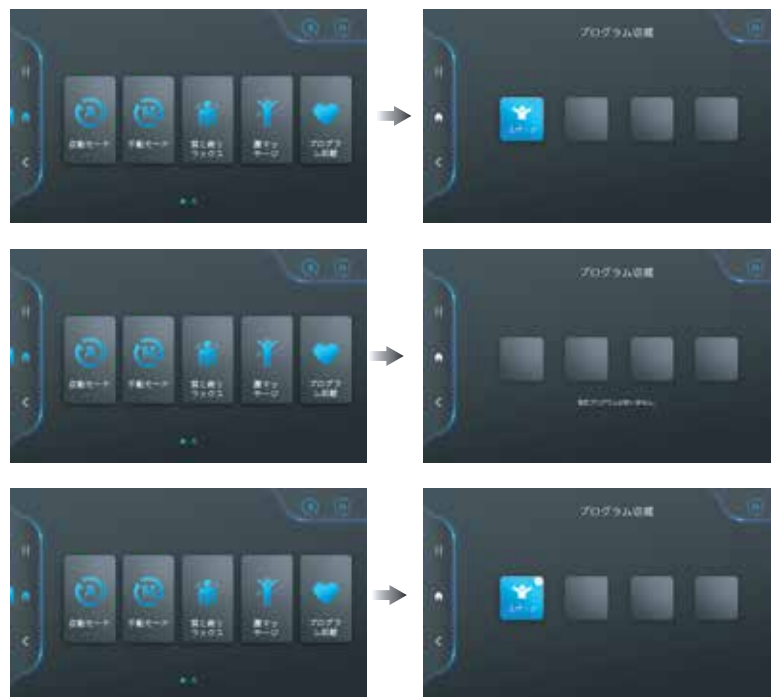 プログラム収蔵
自動モード
手動モード
肩と首リ
ラックス
腰マッ
サージ
プログラ
ム収蔵
プログラム収蔵
自動モード
手動モード
肩と首リ
ラックス
腰マッ
サージ
プログラ
ム収蔵
プログラム収蔵
自動モード
手動モード
肩と首リ
ラックス
腰マッ
サージ
プログラ
ム収蔵